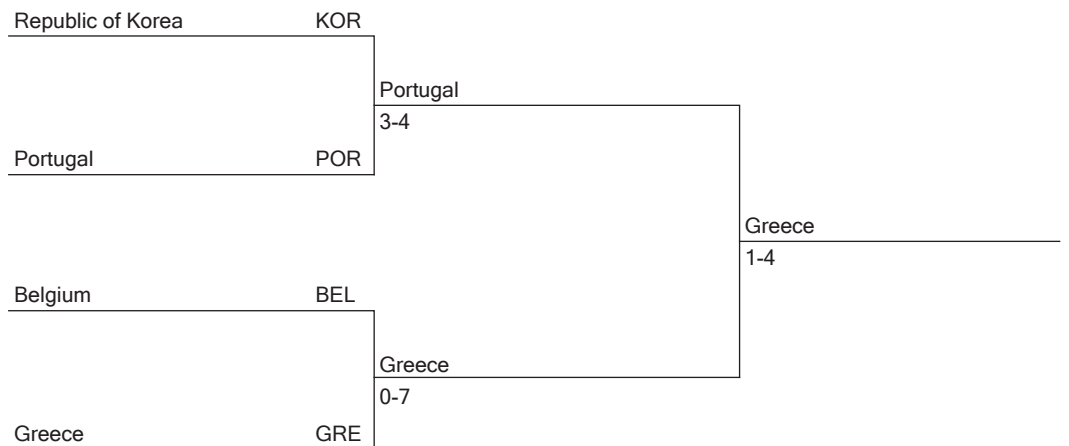 Republic of Korea KOR
Portugal
3-4
Portugal POR
Greece
1-4
Belgium BEL
Greece
0-7
Greece GRE